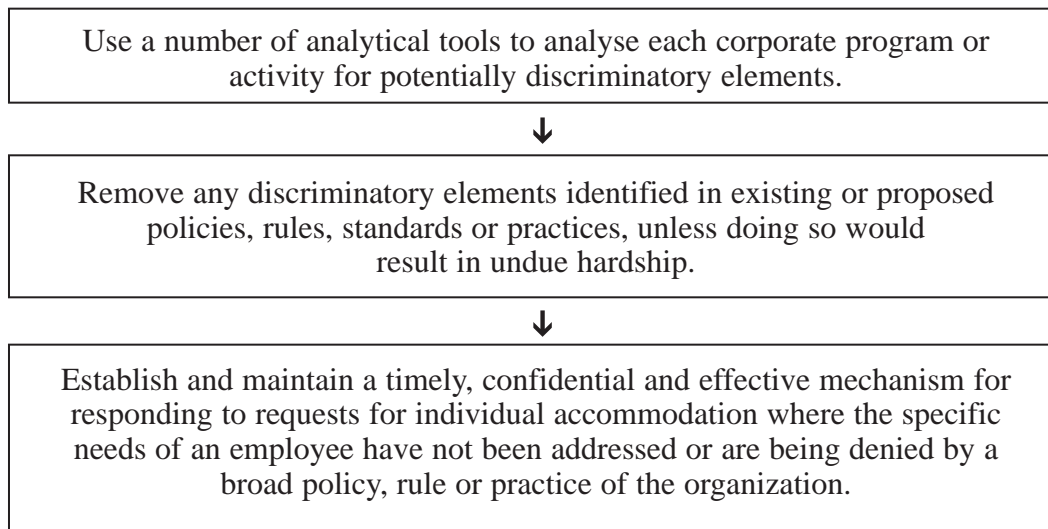 Use a number of analytical tools to analyse each corporate program or
activity for potentially discriminatory elements.
↓
Remove any discriminatory elements identified in existing or proposed
policies, rules, standards or practices, unless doing so would
result in undue hardship.
↓
Establish and maintain a timely, confidential and effective mechanism for
responding to requests for individual accommodation where the specific
needs of an employee have not been addressed or are being denied by a
broad policy, rule or practice of the organization.